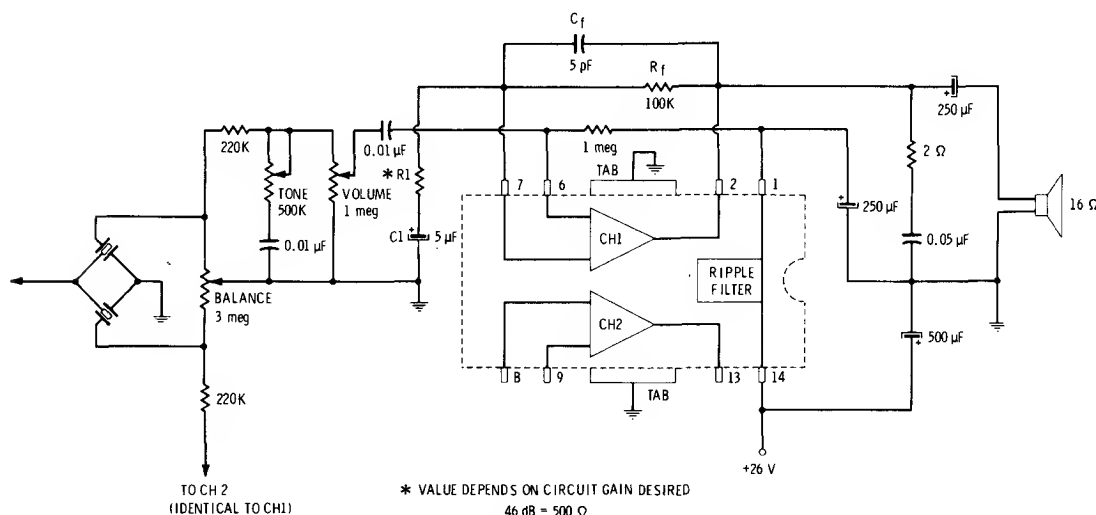 Cf
5 pF
Rf
100K
250 µF
220K
0.01 µF
1 meg
TAB
2 Ω
* R1
TONE
500K
VOLUME
1 meg
7
6
2
1
250 µF
16 Ω
C1
5 µF
CH1
0.01 µF
0.05 µF
RIPPLE
FILTER
BALANCE
3 meg
CH2
500 µF
8
9
13
14
TAB
220K
+26 V
TO CH 2
(IDENTICAL TO CH1)
* VALUE DEPENDS ON CIRCUIT GAIN DESIRED
46 dB = 500 Ω